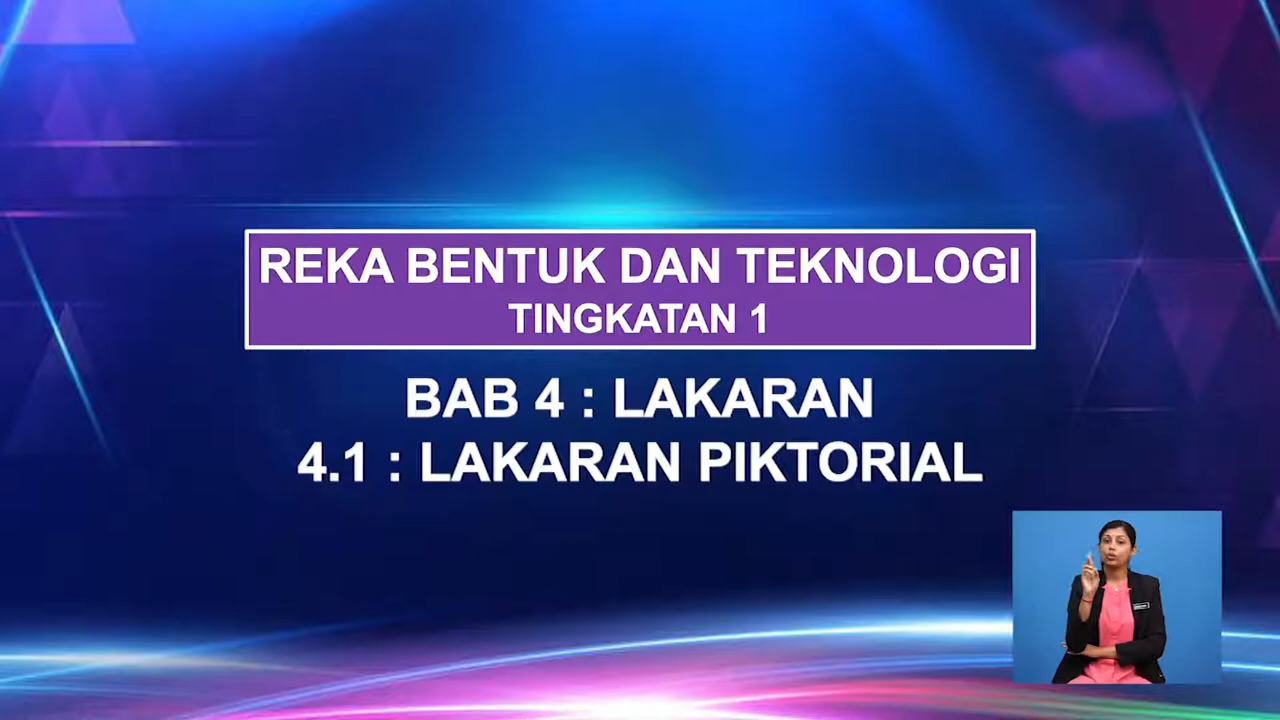 REKA BENTUK DAN TEKNOLOGI
TINGKATAN 1
BAB 4 : LAKARAN
4.1 : LAKARAN PIKTORIAL